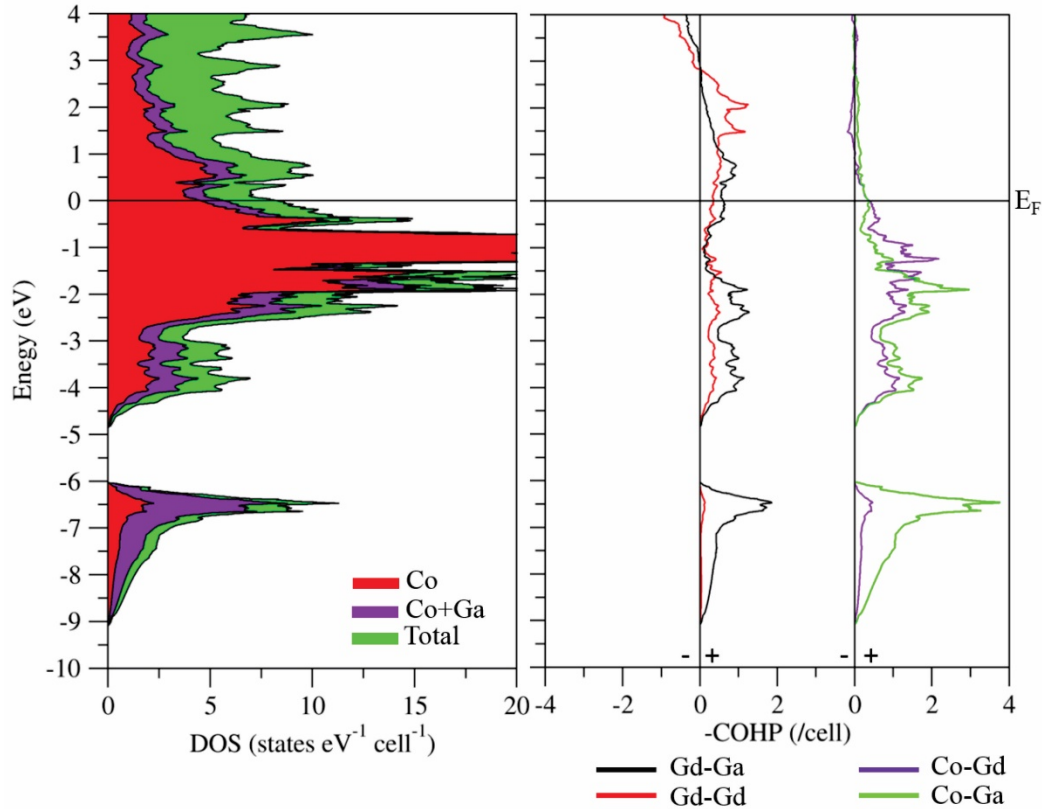 4
3
2
1
0
-1
-2
-3
-4
-5
-6
-7
-8
-9
-10
Enegy (eV)
Co
Co+Ga
Total
0 5 10 15 20
DOS (states eV⁻¹ cell⁻¹)
E_F
- +
- +
-4 -2 0 2 0 2 4
-COHP (/cell)
Gd-Ga
Gd-Gd
Co-Gd
Co-Ga